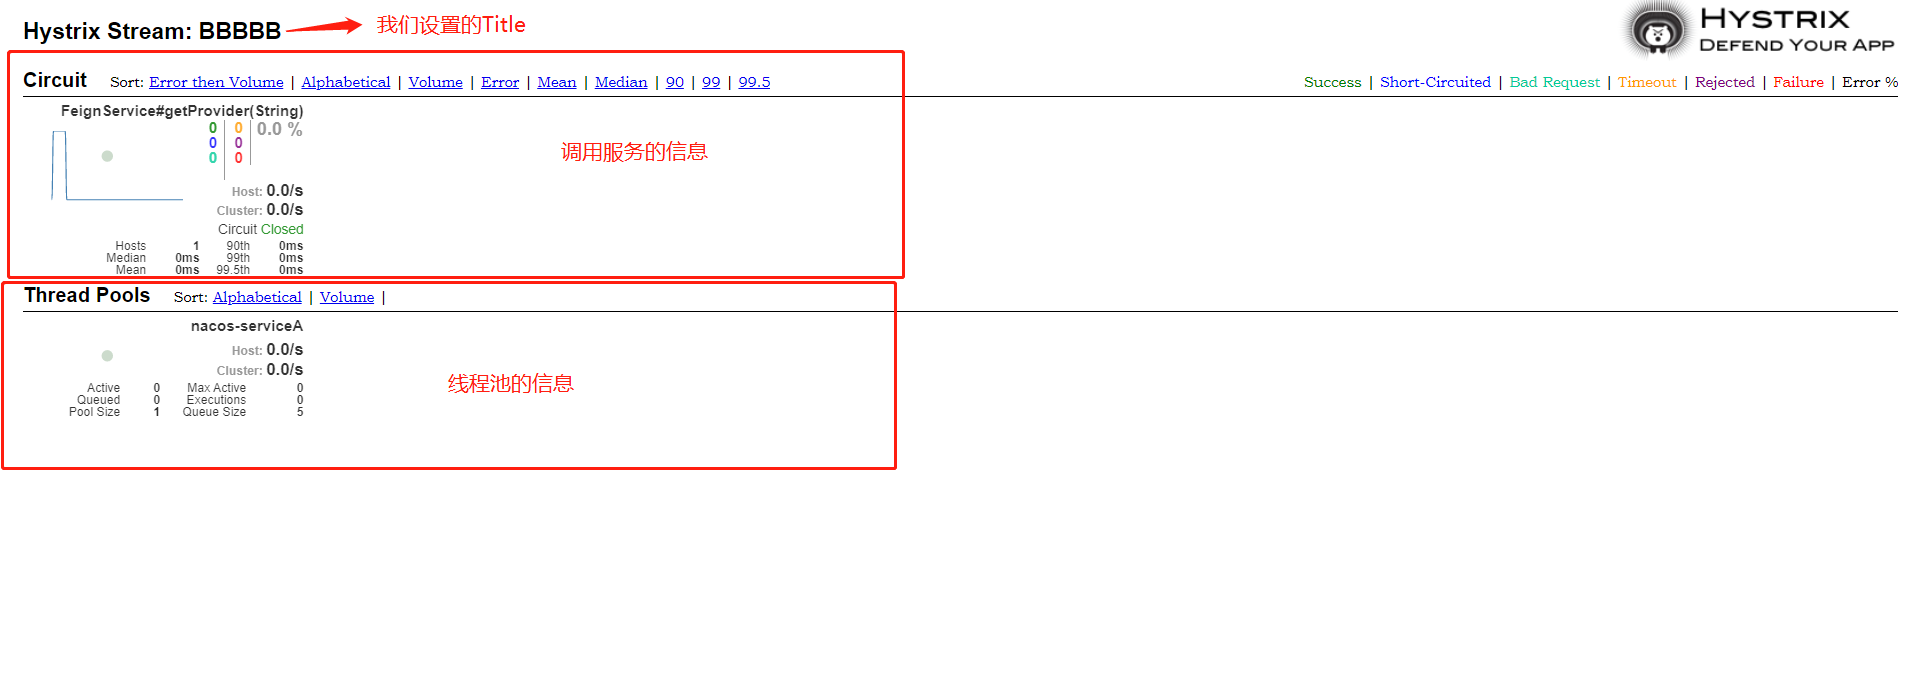 Hystrix Stream: BBBBB 我们设置的Title
HYSTRIX
DEFEND YOUR APP
Circuit Sort: Error then Volume | Alphabetical | Volume | Error | Mean | Median | 90 | 99 | 99.5
Success | Short-Circuited | Bad Request | Timeout | Rejected | Failure | Error %
FeignService#getProvider(String)
0 0 0.0 %
0 0
0 0
调用服务的信息
Host: 0.0/s
Cluster: 0.0/s
Circuit Closed
Hosts 1 90th 0ms
Median 0ms 99th 0ms
Mean 0ms 99.5th 0ms
Thread Pools Sort: Alphabetical | Volume |
nacos-serviceA
Host: 0.0/s
Cluster: 0.0/s
线程池的信息
Active 0 Max Active 0
Queued 0 Executions 0
Pool Size 1 Queue Size 5